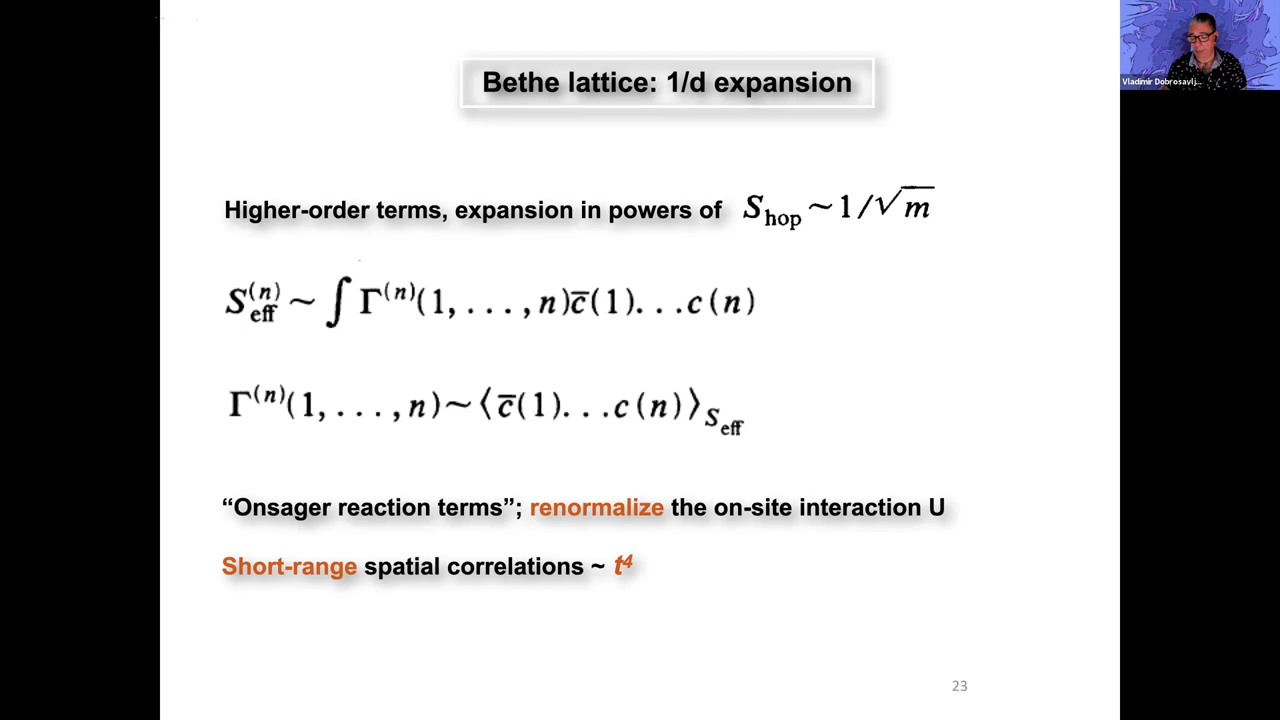 Bethe lattice: 1/d expansion
Vladimir Dobrosavlj...
Higher-order terms, expansion in powers of S_hop ~ 1/√m
S_eff^(n) ~ ∫ Γ^(n)(1, . . . , n)c̅(1). . .c(n)
Γ^(n)(1, . . . , n) ~ ⟨c̅(1). . .c(n)⟩_S_eff
“Onsager reaction terms”; renormalize the on-site interaction U
Short-range spatial correlations ~ t⁴
23